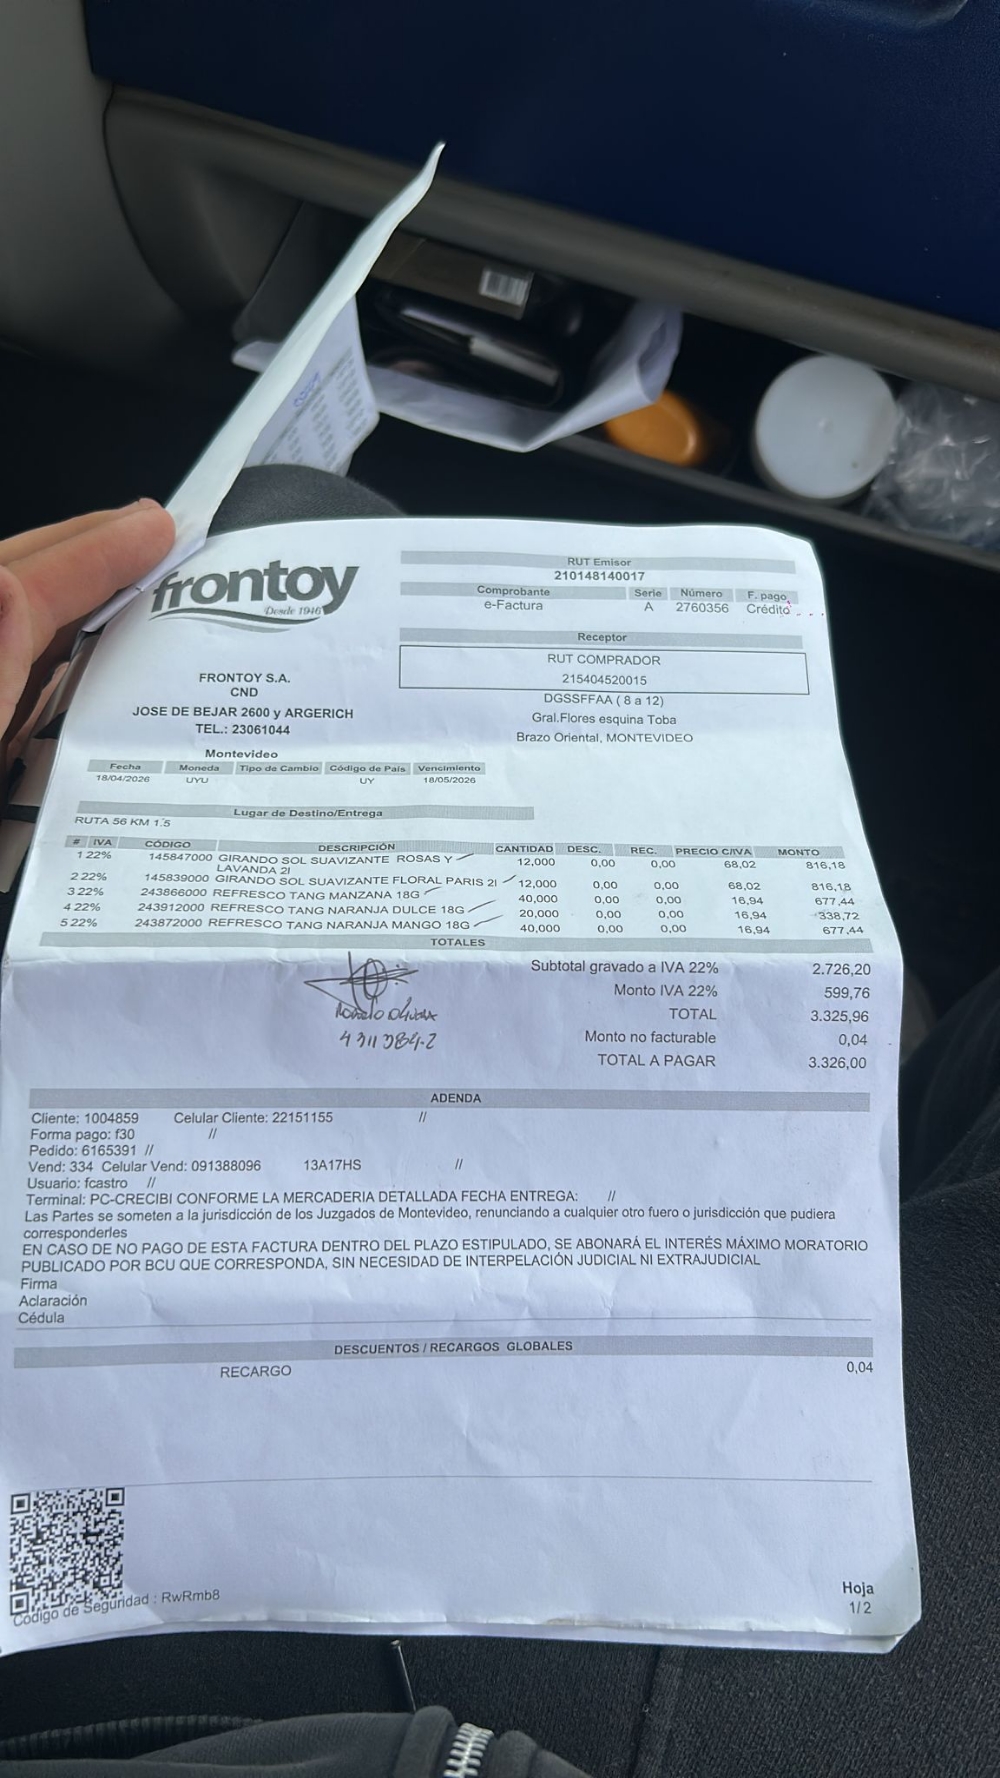 frontoy
Desde 1946
RUT Emisor
210148140017
Comprobante Serie Número F. pago
e-Factura A 2760356 Crédito
Receptor
RUT COMPRADOR
215404520015
DGSSFFAA ( 8 a 12)
Gral.Flores esquina Toba
Brazo Oriental, MONTEVIDEO
FRONTOY S.A.
CND
JOSE DE BEJAR 2600 y ARGERICH
TEL.: 23061044
Montevideo
Fecha Moneda Tipo de Cambio Código de País Vencimiento
18/04/2026 UYU UY 18/05/2026
Lugar de Destino/Entrega
RUTA 56 KM 1.5
# IVA CÓDIGO DESCRIPCIÓN CANTIDAD DESC. REC. PRECIO C/IVA MONTO
1 22% 145847000 GIRANDO SOL SUAVIZANTE ROSAS Y 12,000 0,00 0,00 68,02 816,18
LAVANDA 2l
2 22% 145839000 GIRANDO SOL SUAVIZANTE FLORAL PARIS 2l 12,000 0,00 0,00 68,02 816,18
3 22% 243866000 REFRESCO TANG MANZANA 18G 40,000 0,00 0,00 16,94 677,44
4 22% 243912000 REFRESCO TANG NARANJA DULCE 18G 20,000 0,00 0,00 16,94 338,72
5 22% 243872000 REFRESCO TANG NARANJA MANGO 18G 40,000 0,00 0,00 16,94 677,44
TOTALES
Subtotal gravado a IVA 22% 2.726,20
Monto IVA 22% 599,76
TOTAL 3.325,96
Monto no facturable 0,04
TOTAL A PAGAR 3.326,00
ADENDA
Cliente: 1004859 Celular Cliente: 22151155 //
Forma pago: f30 //
Pedido: 6165391 //
Vend: 334 Celular Vend: 091388096 13A17HS //
Usuario: fcastro //
Terminal: PC-CRECIBI CONFORME LA MERCADERIA DETALLADA FECHA ENTREGA: //
Las Partes se someten a la jurisdicción de los Juzgados de Montevideo, renunciando a cualquier otro fuero o jurisdicción que pudiera
corresponderles
EN CASO DE NO PAGO DE ESTA FACTURA DENTRO DEL PLAZO ESTIPULADO, SE ABONARÁ EL INTERÉS MÁXIMO MORATORIO
PUBLICADO POR BCU QUE CORRESPONDA, SIN NECESIDAD DE INTERPELACIÓN JUDICIAL NI EXTRAJUDICIAL
Firma
Aclaración
Cédula
DESCUENTOS / RECARGOS GLOBALES
RECARGO 0,04
Código de Seguridad : RwRmb8
Hoja
1/2